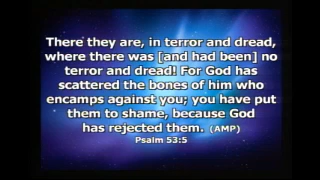 There they are, in terror and dread,
where there was [and had been] no
terror and dread! For God has
scattered the bones of him who
encamps against you; you have put
them to shame, because God
has rejected them. (AMP)
Psalm 53:5